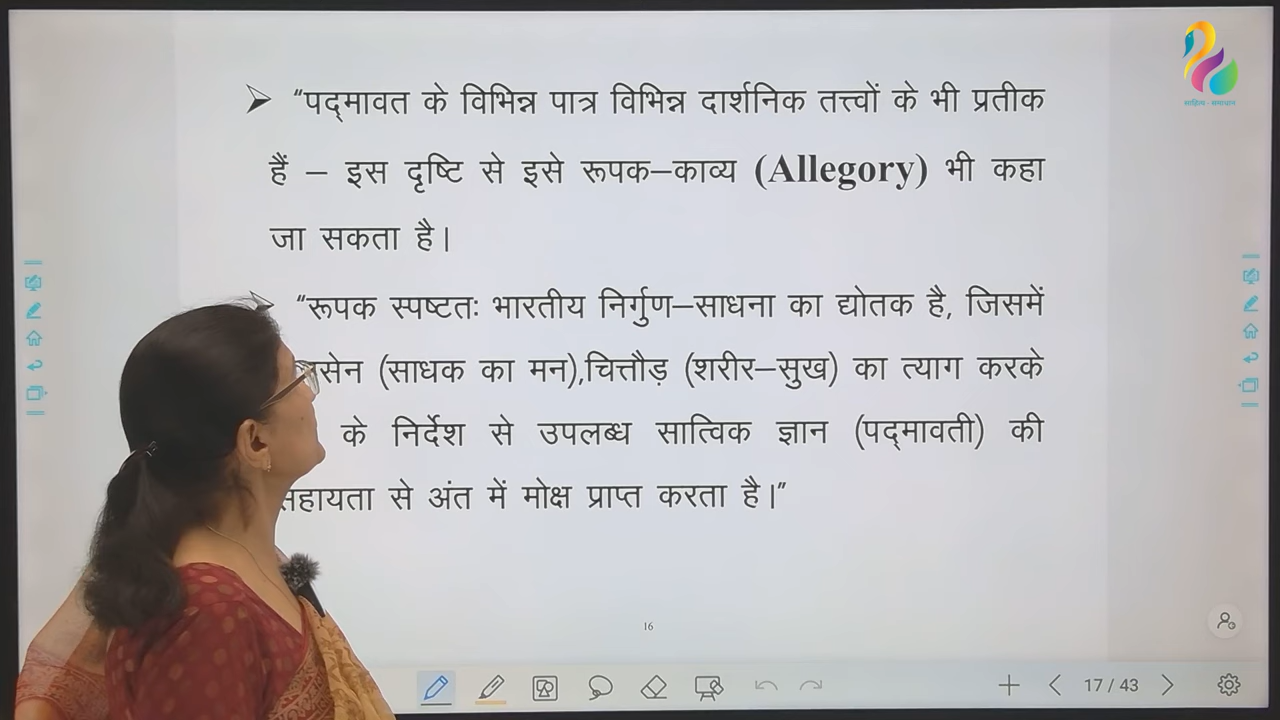 साहित्य - समाधान
➢ “पद्मावत के विभिन्न पात्र विभिन्न दार्शनिक तत्त्वों के भी प्रतीक
हैं – इस दृष्टि से इसे रूपक–काव्य (Allegory) भी कहा
जा सकता है।
“रूपक स्पष्टतः भारतीय निर्गुण–साधना का द्योतक है, जिसमें
(साधक का मन),चित्तौड़ (शरीर–सुख) का त्याग करके
के निर्देश से उपलब्ध सात्विक ज्ञान (पद्मावती) की
सहायता से अंत में मोक्ष प्राप्त करता है।”
16
17 / 43